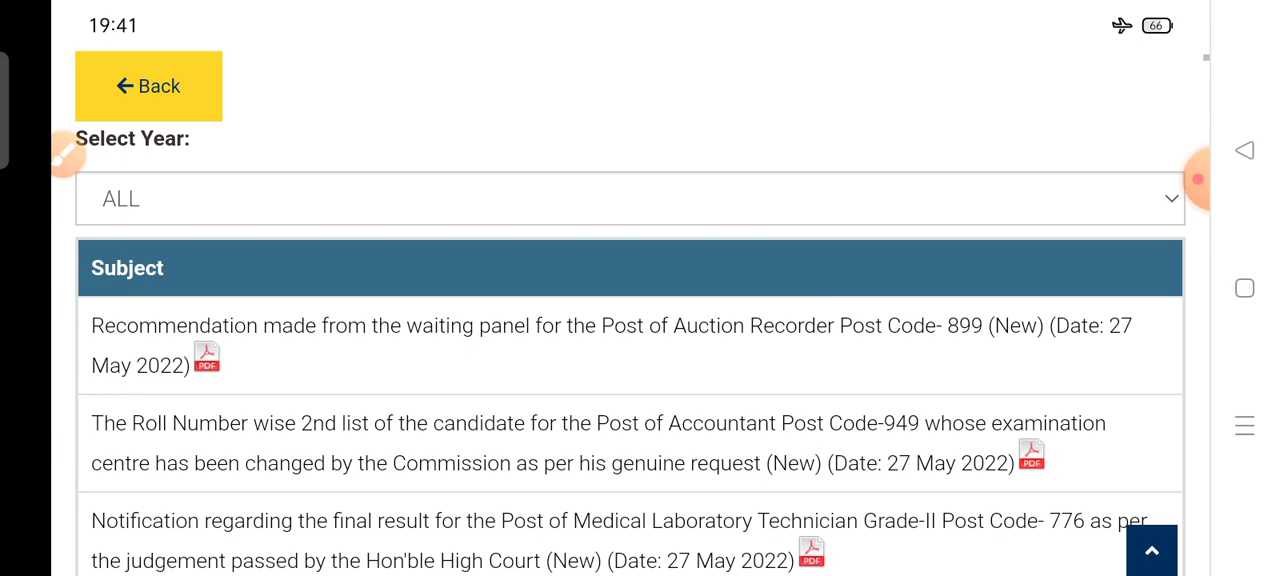 19:41
66
Back
Select Year:
ALL
Subject
Recommendation made from the waiting panel for the Post of Auction Recorder Post Code- 899 (New) (Date: 27
May 2022) PDF
The Roll Number wise 2nd list of the candidate for the Post of Accountant Post Code-949 whose examination
centre has been changed by the Commission as per his genuine request (New) (Date: 27 May 2022) PDF
Notification regarding the final result for the Post of Medical Laboratory Technician Grade-II Post Code- 776 as per
the judgement passed by the Hon'ble High Court (New) (Date: 27 May 2022) PDF